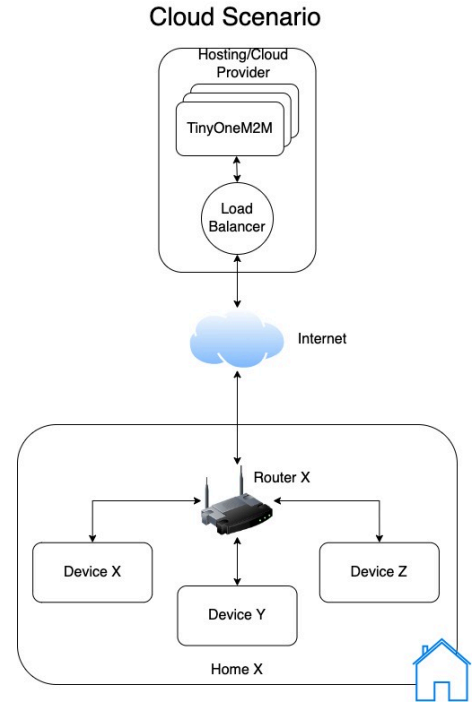 Cloud Scenario
Hosting/Cloud
Provider
TinyOneM2M
Load
Balancer
Internet
Router X
Device X
Device Z
Device Y
Home X